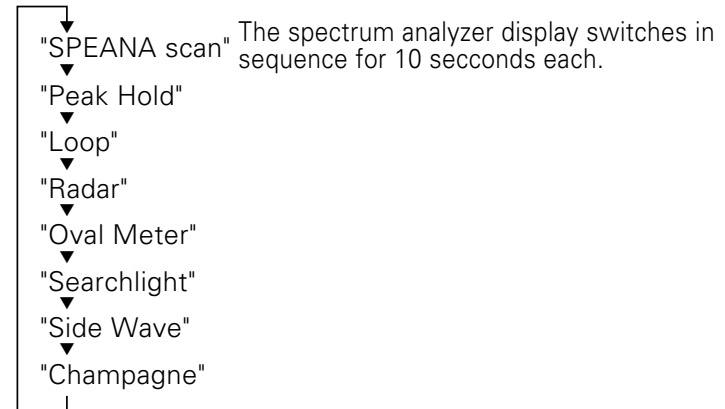 "SPEANA scan" The spectrum analyzer display switches in
sequence for 10 secconds each.
"Peak Hold"
"Loop"
"Radar"
"Oval Meter"
"Searchlight"
"Side Wave"
"Champagne"